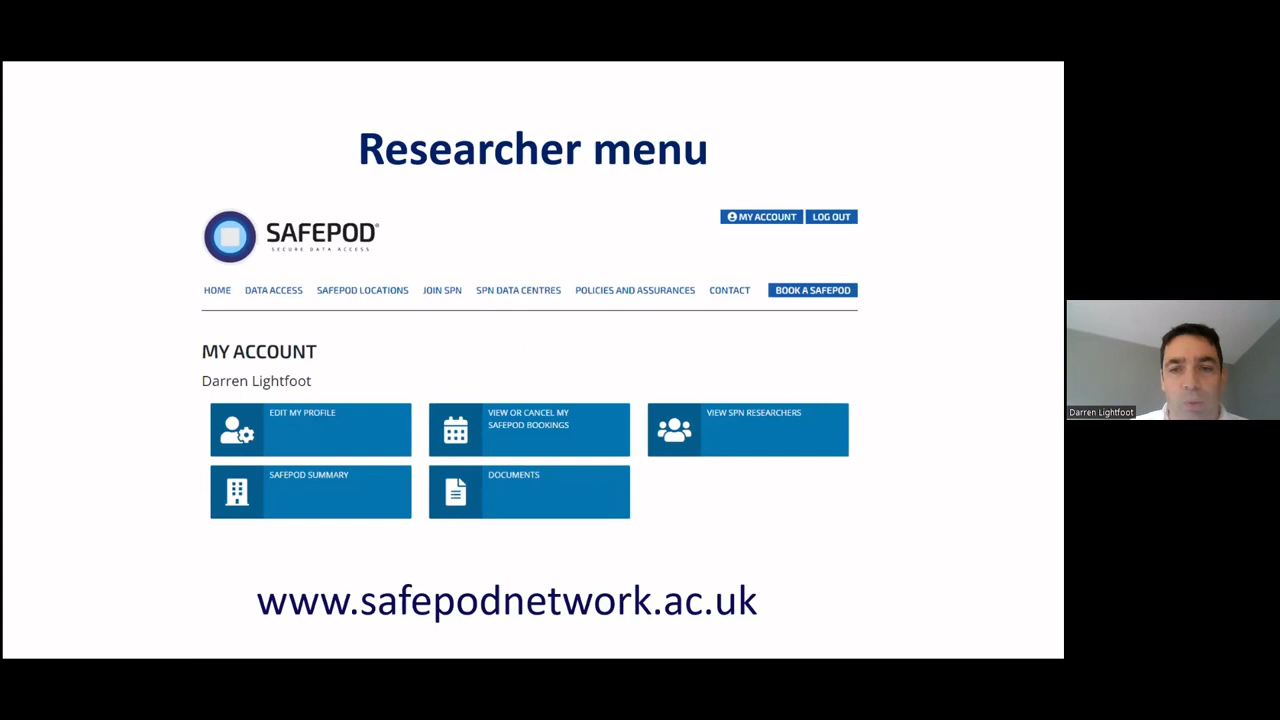 Researcher menu
SAFEPOD®
SECURE DATA ACCESS
MY ACCOUNT LOG OUT
HOME DATA ACCESS SAFEPOD LOCATIONS JOIN SPN SPN DATA CENTRES POLICIES AND ASSURANCES CONTACT BOOK A SAFEPOD
MY ACCOUNT
Darren Lightfoot
EDIT MY PROFILE
VIEW OR CANCEL MY
SAFEPOD BOOKINGS
VIEW SPN RESEARCHERS
SAFEPOD SUMMARY
DOCUMENTS
www.safepodnetwork.ac.uk
Darren Lightfoot